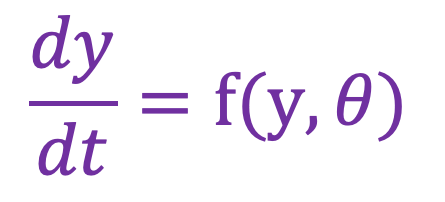 dy/dt = f(y, θ)